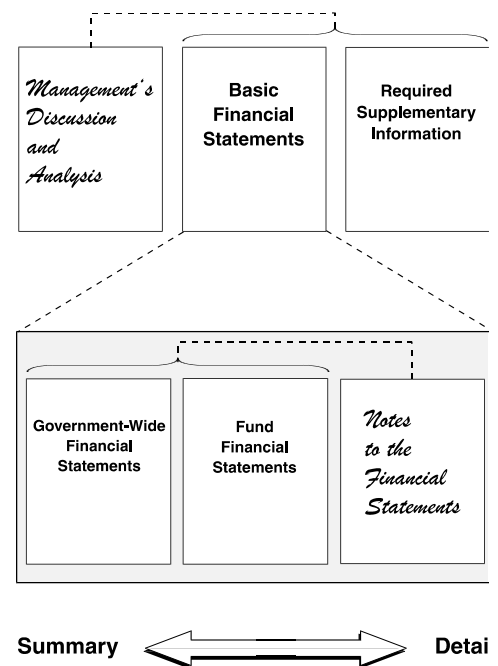 Management's
Discussion
and
Analysis
Basic
Financial
Statements
Required
Supplementary
Information
Government-Wide
Financial
Statements
Fund
Financial
Statements
Notes
to the
Financial
Statements
Summary
Detai